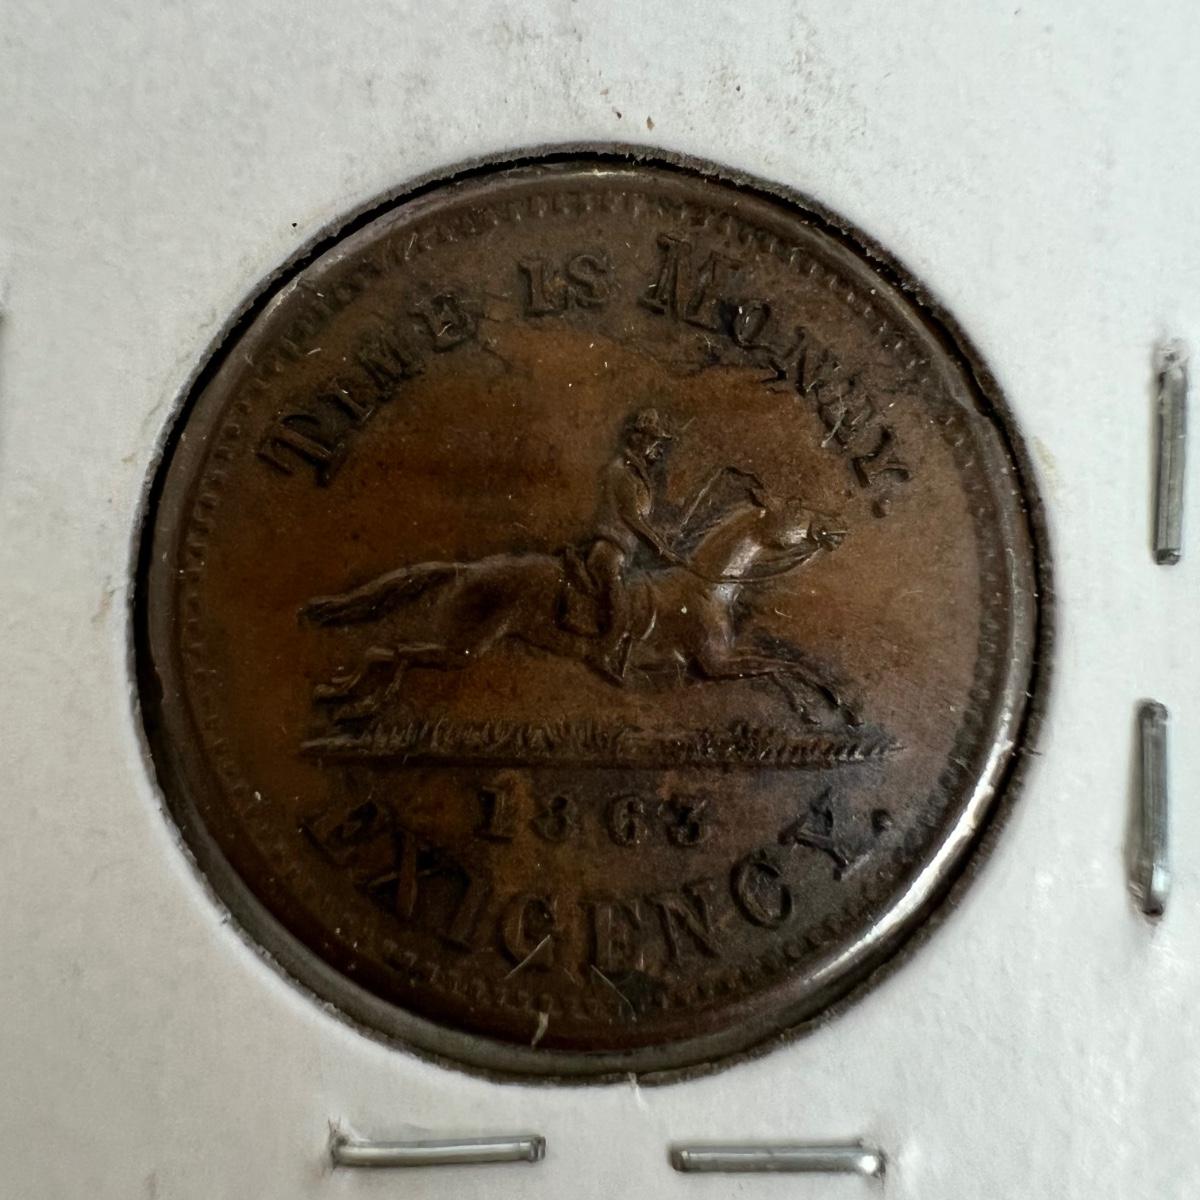 TIME IS MONEY.
1863
EXIGENCY.